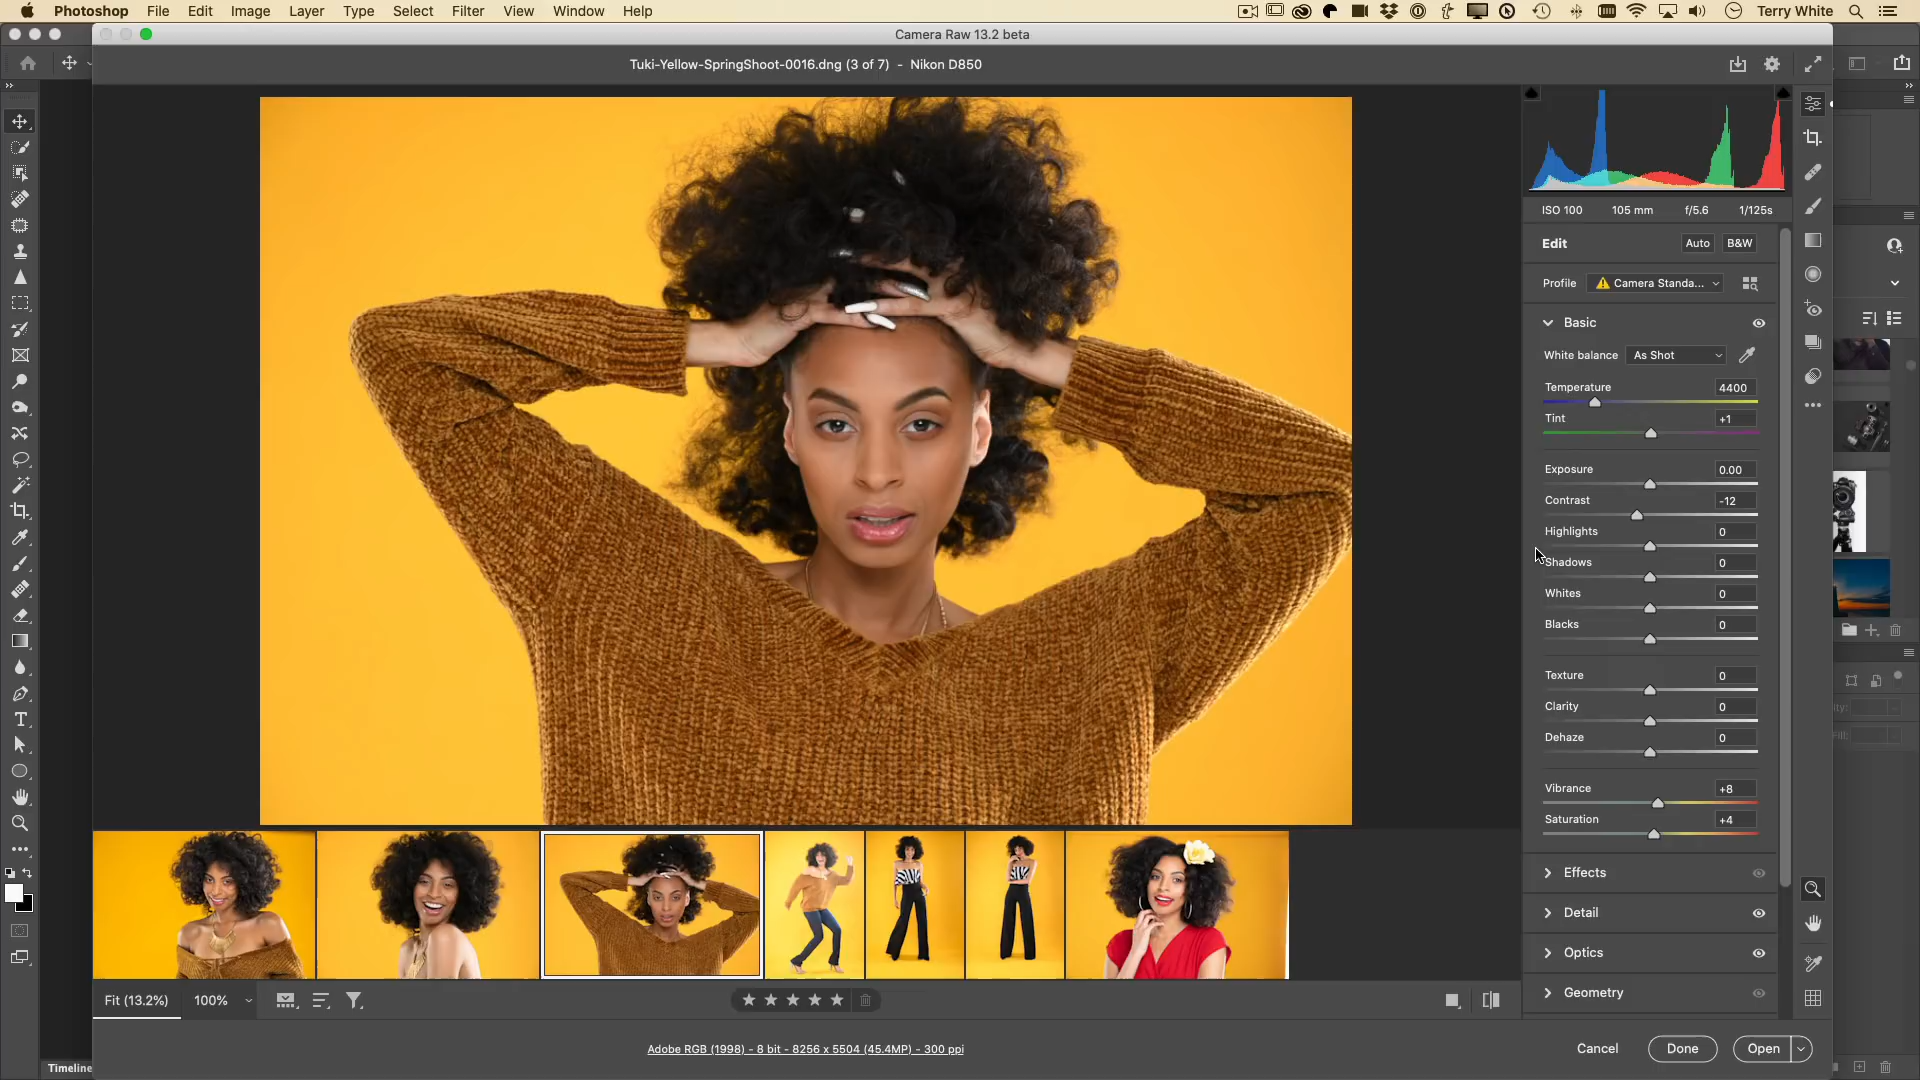 Photoshop File Edit Image Layer Type Select Filter View Window Help Terry White
Camera Raw 13.2 beta
Tuki-Yellow-SpringShoot-0016.dng (3 of 7) - Nikon D850
ISO 100 105 mm f/5.6 1/125s
Edit Auto B&W
Profile Camera Standa...
Basic
White balance As Shot
Temperature 4400
Tint +1
Exposure 0.00
Contrast -12
Highlights 0
Shadows 0
Whites 0
Blacks 0
Texture 0
Clarity 0
Dehaze 0
Vibrance +8
Saturation +4
Effects
Detail
Optics
Geometry
Fit (13.2%) 100%
Adobe RGB (1998) - 8 bit - 8256 x 5504 (45.4MP) - 300 ppi
Cancel Done Open
Timeline
Fill: